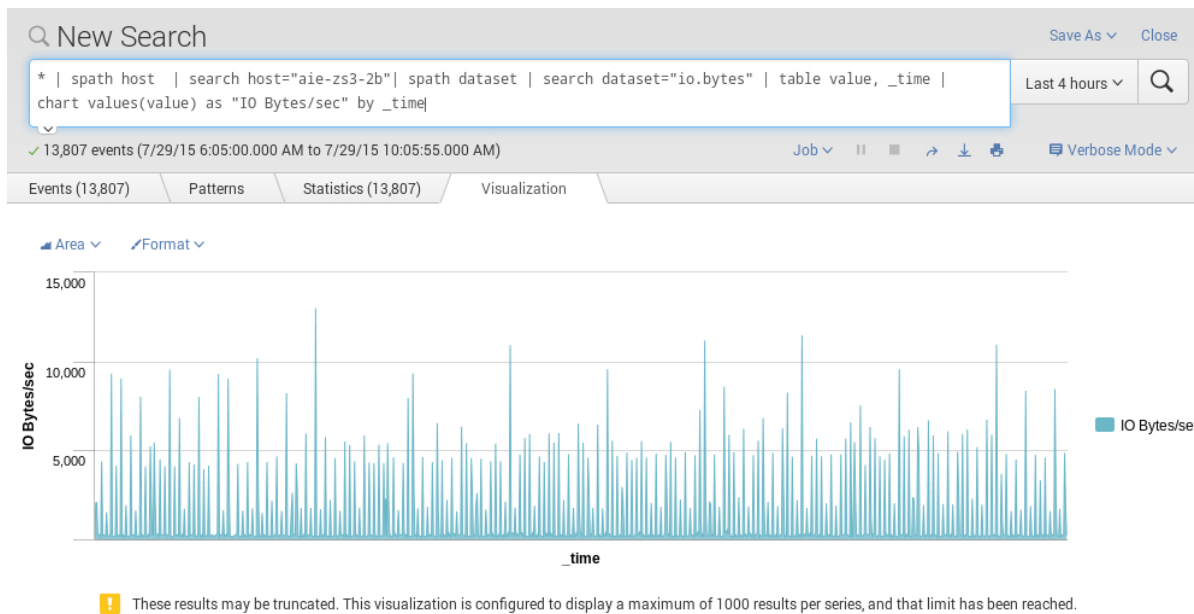 New Search
Save As
Close
* | spath host | search host="aie-zs3-2b"| spath dataset | search dataset="io.bytes" | table value, _time |
chart values(value) as "IO Bytes/sec" by _time
Last 4 hours
13,807 events (7/29/15 6:05:00.000 AM to 7/29/15 10:05:55.000 AM)
Job
Verbose Mode
Events (13,807)
Patterns
Statistics (13,807)
Visualization
Area
Format
15,000
10,000
5,000
IO Bytes/sec
IO Bytes/se
_time
These results may be truncated. This visualization is configured to display a maximum of 1000 results per series, and that limit has been reached.